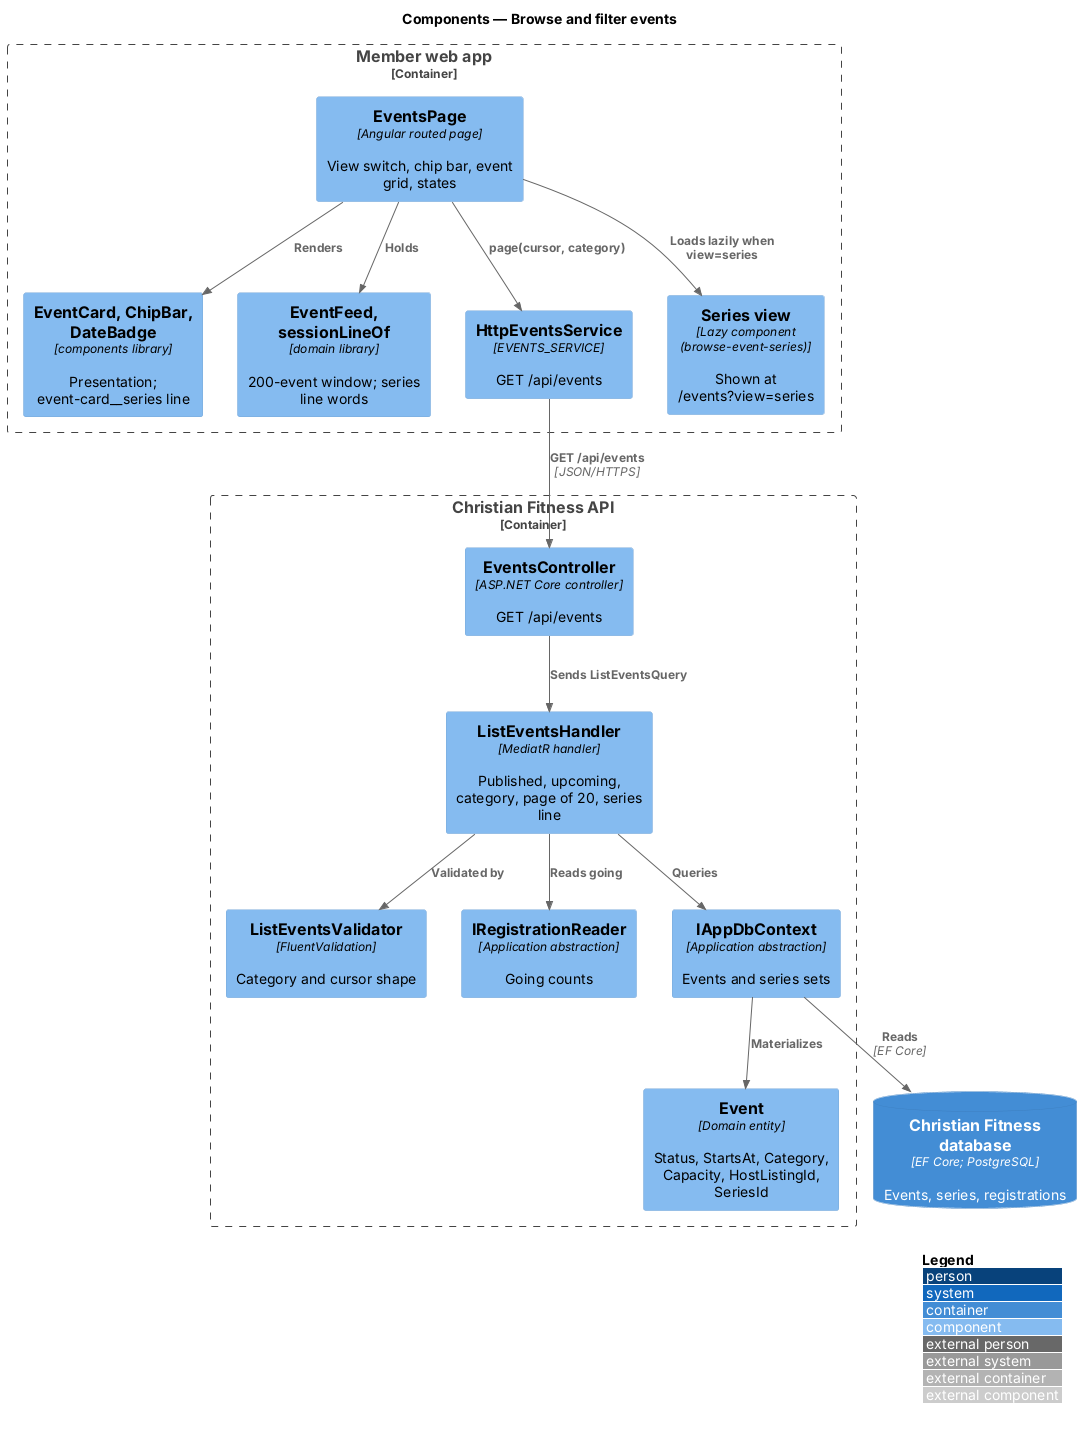 Components — Browse and filter events
Member web app
[Container]
EventsPage
[Angular routed page]
View switch, chip bar, event
grid, states
Renders
Holds
page(cursor, category)
Loads lazily when
view=series
EventCard, ChipBar,
DateBadge
[components library]
Presentation;
event-card__series line
EventFeed,
sessionLineOf
[domain library]
200-event window; series
line words
HttpEventsService
[EVENTS_SERVICE]
GET /api/events
Series view
[Lazy component
(browse-event-series)]
Shown at
/events?view=series
GET /api/events
[JSON/HTTPS]
Christian Fitness API
[Container]
EventsController
[ASP.NET Core controller]
GET /api/events
Sends ListEventsQuery
ListEventsHandler
[MediatR handler]
Published, upcoming,
category, page of 20, series
line
Validated by
Reads going
Queries
ListEventsValidator
[FluentValidation]
Category and cursor shape
IRegistrationReader
[Application abstraction]
Going counts
IAppDbContext
[Application abstraction]
Events and series sets
Materializes
Reads
[EF Core]
Event
[Domain entity]
Status, StartsAt, Category,
Capacity, HostListingId,
SeriesId
Christian Fitness
database
[EF Core; PostgreSQL]
Events, series, registrations
Legend
person
system
container
component
external person
external system
external container
external component